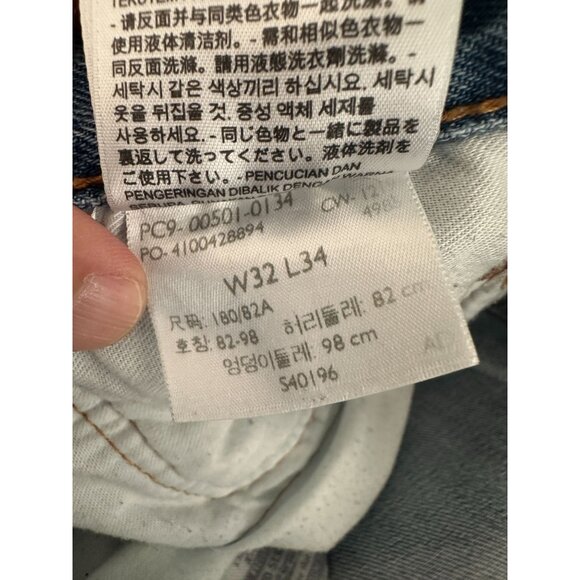 - 请反面并与同类色衣物一起洗涤。请
使用液体清洁剂。- 需和相似色衣物一
同反面洗滌。請用液態洗衣劑洗滌 -
세탁시 같은 색상끼리 하십시요. 세탁시
옷을 뒤집을 것. 중성 액체 세제를
사용하세요. - 同じ色物と一緒に製品を
裏返して洗ってください。液体洗剤を
ご使用下さい。- PENCUCIAN DAN
PENGERINGAN DIBALIK DENGAN WARNA
PC9- 00501-0134 CW-
PO- 4100428894
W32 L34
尺码: 180/82A
호칭: 82-98 허리둘레: 82 cm
엉덩이둘레: 98 cm
S40196